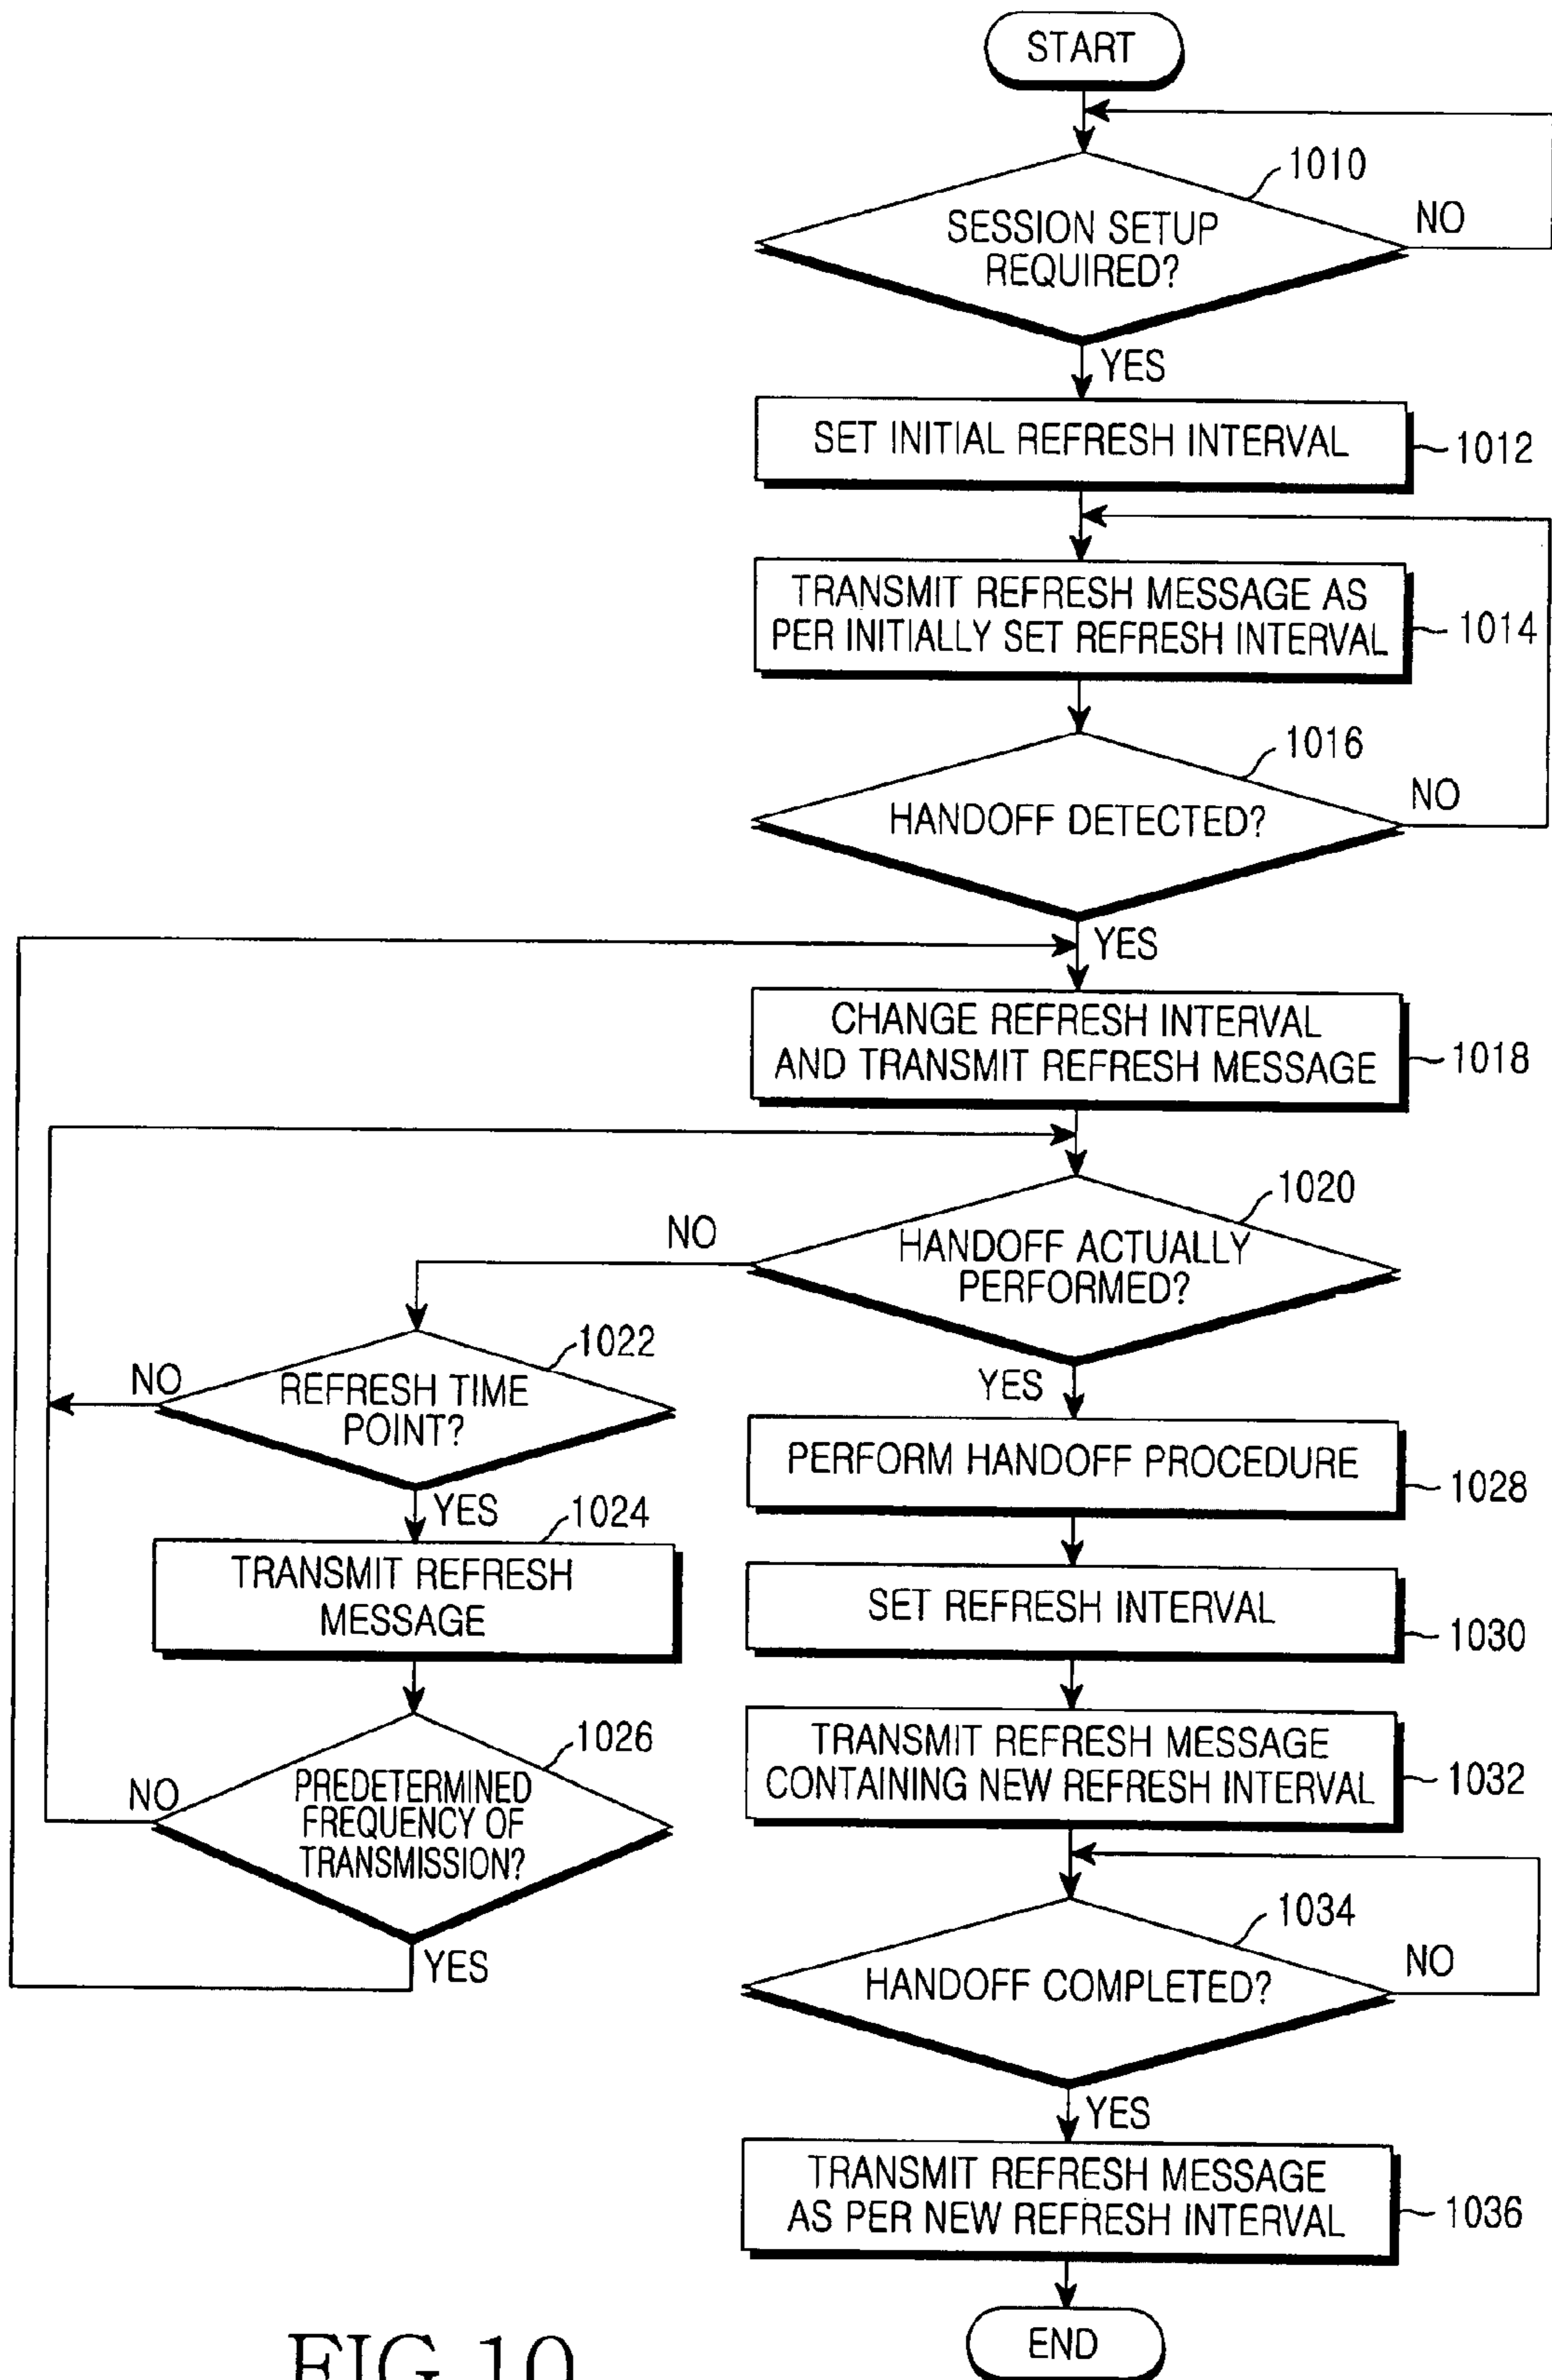 START
1010
SESSION SETUP
REQUIRED?
NO
YES
SET INITIAL REFRESH INTERVAL
1012
TRANSMIT REFRESH MESSAGE AS
PER INITIALLY SET REFRESH INTERVAL
1014
1016
HANDOFF DETECTED?
NO
YES
CHANGE REFRESH INTERVAL
AND TRANSMIT REFRESH MESSAGE
1018
1020
HANDOFF ACTUALLY
PERFORMED?
NO
YES
1022
REFRESH TIME
POINT?
NO
YES
1024
TRANSMIT REFRESH
MESSAGE
1026
PREDETERMINED
FREQUENCY OF
TRANSMISSION?
NO
YES
PERFORM HANDOFF PROCEDURE
1028
SET REFRESH INTERVAL
1030
TRANSMIT REFRESH MESSAGE
CONTAINING NEW REFRESH INTERVAL
1032
1034
HANDOFF COMPLETED?
NO
YES
TRANSMIT REFRESH MESSAGE
AS PER NEW REFRESH INTERVAL
1036
END
FIG.10